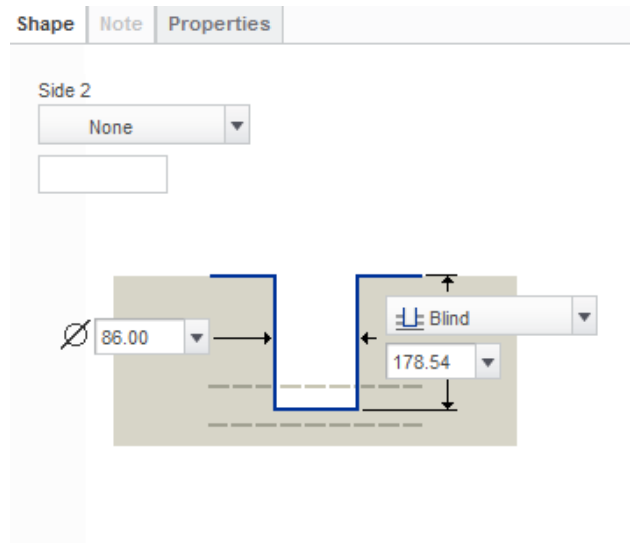 Shape Note Properties
Side 2
None
Blind
Ø 86.00
178.54